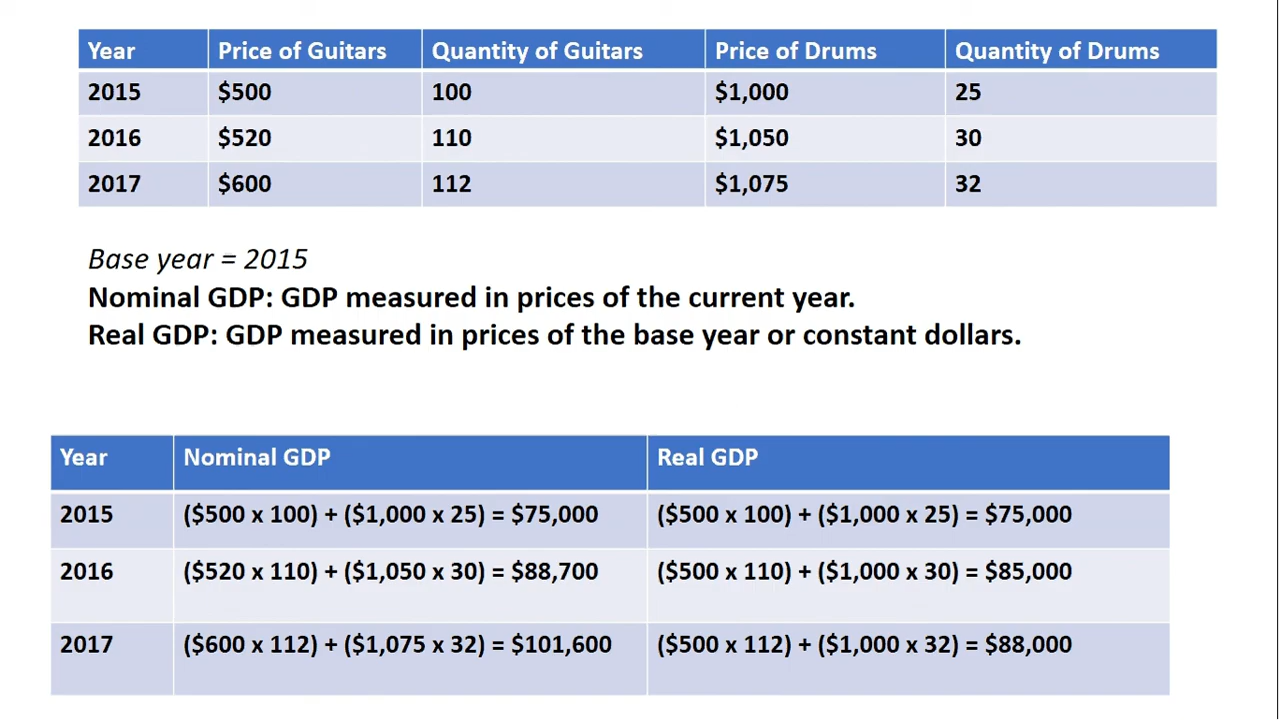 Year Price of Guitars Quantity of Guitars Price of Drums Quantity of Drums
2015 $500 100 $1,000 25
2016 $520 110 $1,050 30
2017 $600 112 $1,075 32
Base year = 2015
Nominal GDP: GDP measured in prices of the current year.
Real GDP: GDP measured in prices of the base year or constant dollars.
Year Nominal GDP Real GDP
2015 ($500 x 100) + ($1,000 x 25) = $75,000 ($500 x 100) + ($1,000 x 25) = $75,000
2016 ($520 x 110) + ($1,050 x 30) = $88,700 ($500 x 110) + ($1,000 x 30) = $85,000
2017 ($600 x 112) + ($1,075 x 32) = $101,600 ($500 x 112) + ($1,000 x 32) = $88,000